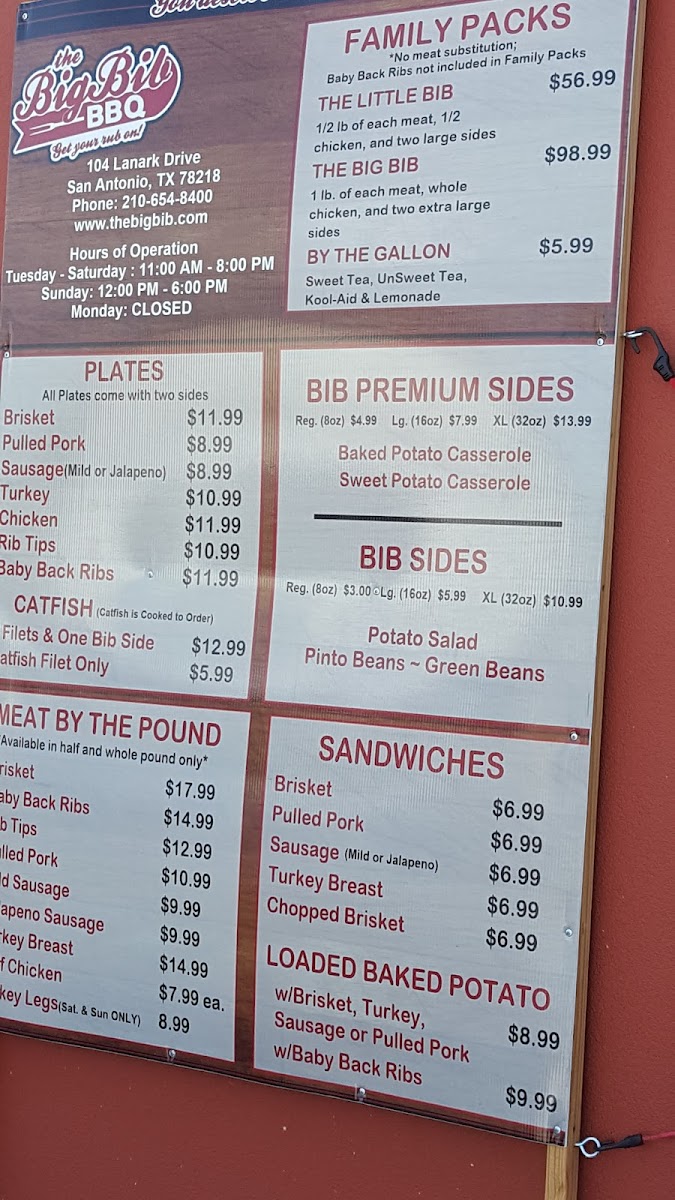 You deserve
the
Big Bib
BBQ
Get your rub on!
104 Lanark Drive
San Antonio, TX 78218
Phone: 210-654-8400
www.thebigbib.com
Hours of Operation
Tuesday - Saturday : 11:00 AM - 8:00 PM
Sunday: 12:00 PM - 6:00 PM
Monday: CLOSED
FAMILY PACKS
*No meat substitution;
Baby Back Ribs not included in Family Packs
THE LITTLE BIB $56.99
1/2 lb of each meat, 1/2
chicken, and two large sides
THE BIG BIB $98.99
1 lb. of each meat, whole
chicken, and two extra large
sides
BY THE GALLON $5.99
Sweet Tea, UnSweet Tea,
Kool-Aid & Lemonade
PLATES
All Plates come with two sides
Brisket $11.99
Pulled Pork $8.99
Sausage(Mild or Jalapeno) $8.99
Turkey $10.99
Chicken $11.99
Rib Tips $10.99
Baby Back Ribs $11.99
CATFISH (Catfish is Cooked to Order)
Filets & One Bib Side $12.99
atfish Filet Only $5.99
BIB PREMIUM SIDES
Reg. (8oz) $4.99 Lg. (16oz) $7.99 XL (32oz) $13.99
Baked Potato Casserole
Sweet Potato Casserole
BIB SIDES
Reg. (8oz) $3.00 Lg. (16oz) $5.99 XL (32oz) $10.99
Potato Salad
Pinto Beans ~ Green Beans
MEAT BY THE POUND
*Available in half and whole pound only*
risket $17.99
aby Back Ribs $14.99
b Tips $12.99
lled Pork $10.99
ld Sausage $9.99
lapeno Sausage $9.99
rkey Breast $14.99
f Chicken $7.99 ea.
key Legs(Sat. & Sun ONLY) 8.99
SANDWICHES
Brisket $6.99
Pulled Pork $6.99
Sausage (Mild or Jalapeno) $6.99
Turkey Breast $6.99
Chopped Brisket $6.99
LOADED BAKED POTATO
w/Brisket, Turkey,
Sausage or Pulled Pork $8.99
w/Baby Back Ribs $9.99